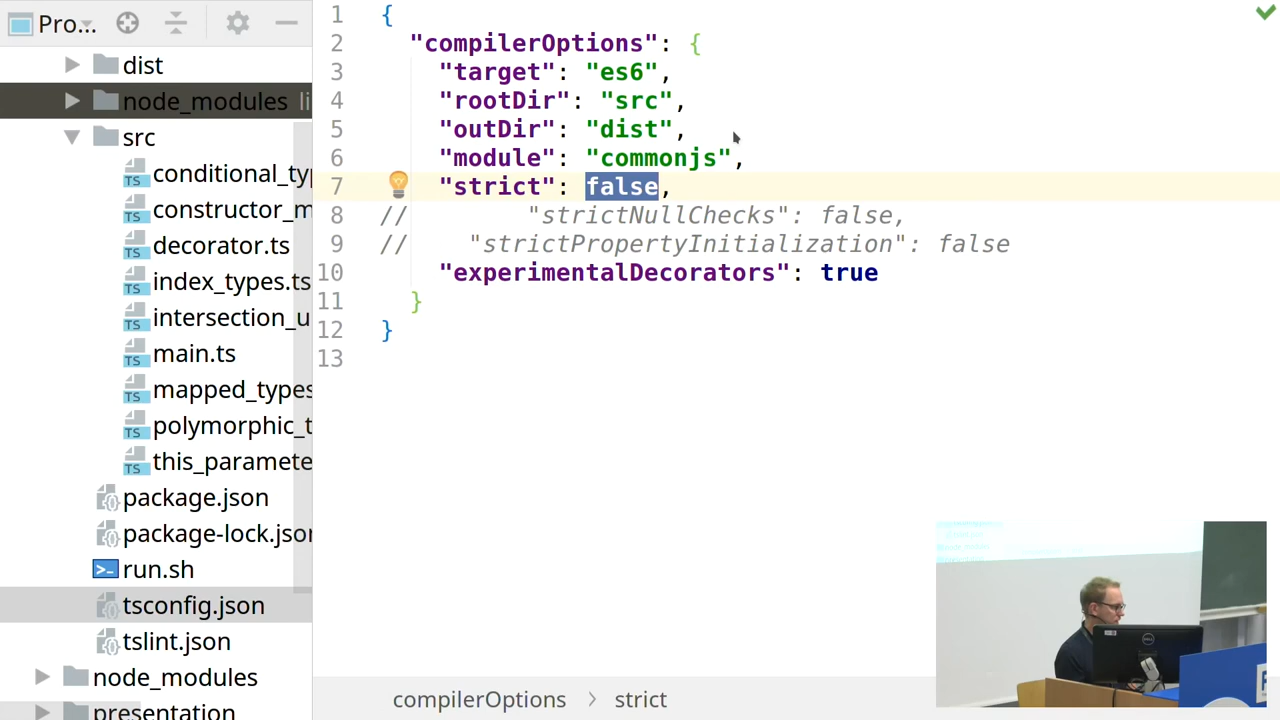 Pro...
dist
node_modules li
src
conditional_typ
constructor_m
decorator.ts
index_types.ts
intersection_u
main.ts
mapped_types
polymorphic_t
this_paramete
package.json
package-lock.jsor
run.sh
tsconfig.json
tslint.json
node_modules
presentation
1 {
2 "compilerOptions": {
3 "target": "es6",
4 "rootDir": "src",
5 "outDir": "dist",
6 "module": "commonjs",
7 "strict": false,
8 // "strictNullChecks": false,
9 // "strictPropertyInitialization": false
10 "experimentalDecorators": true
11 }
12 }
13
compilerOptions > strict